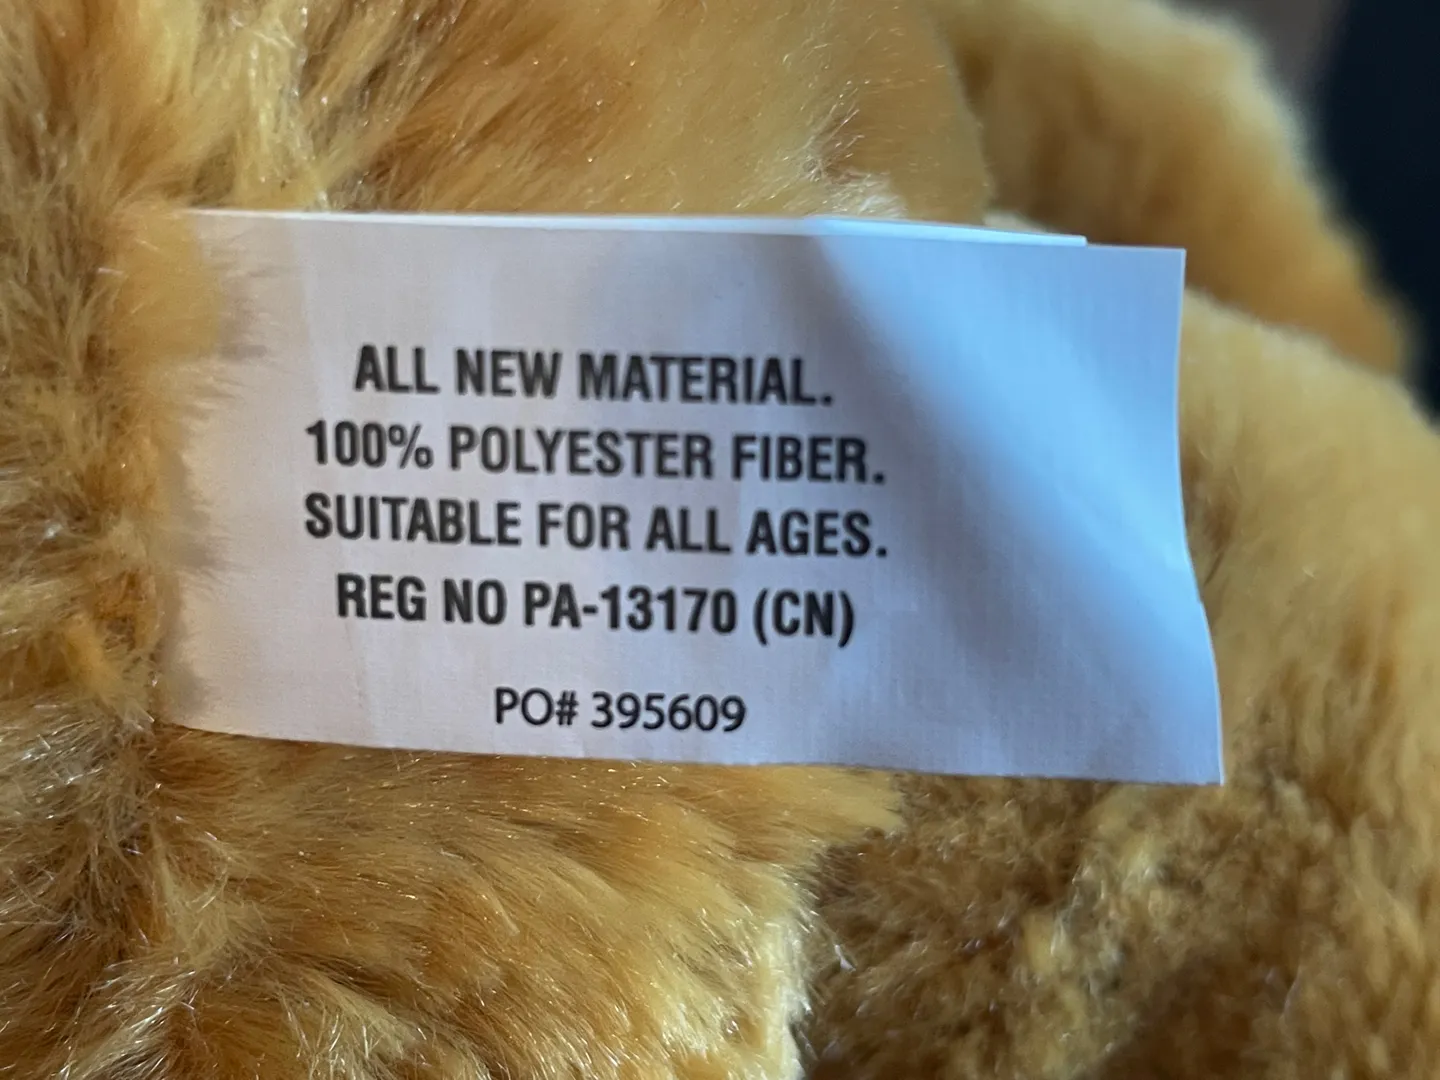 ALL NEW MATERIAL.
100% POLYESTER FIBER.
SUITABLE FOR ALL AGES.
REG NO PA-13170 (CN)
PO# 395609